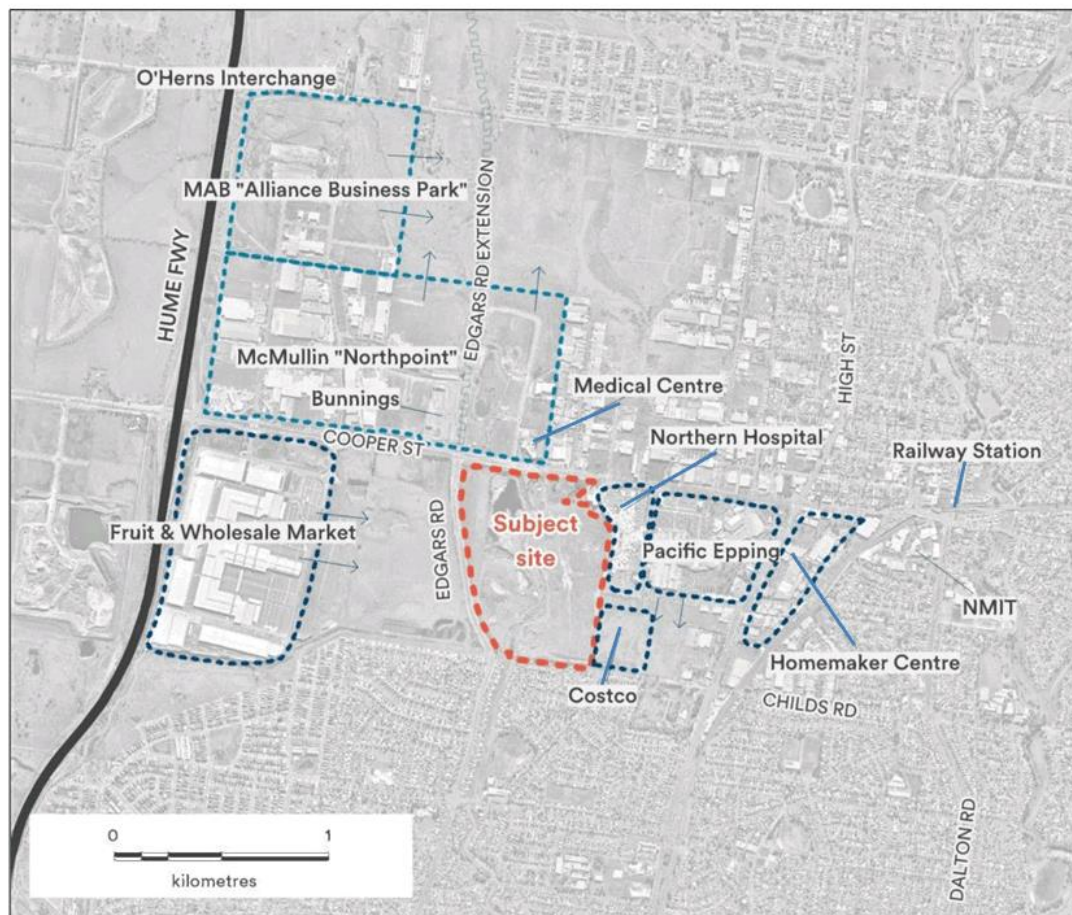 O'Herns Interchange
MAB "Alliance Business Park"
HUME FWY
EDGARS RD EXTENSION
McMullin "Northpoint"
Bunnings
COOPER ST
Medical Centre
HIGH ST
Northern Hospital
Railway Station
Fruit & Wholesale Market
EDGARS RD
Subject
site
Pacific Epping
NMIT
Homemaker Centre
Costco
CHILDS RD
DALTON RD
0 1
kilometres